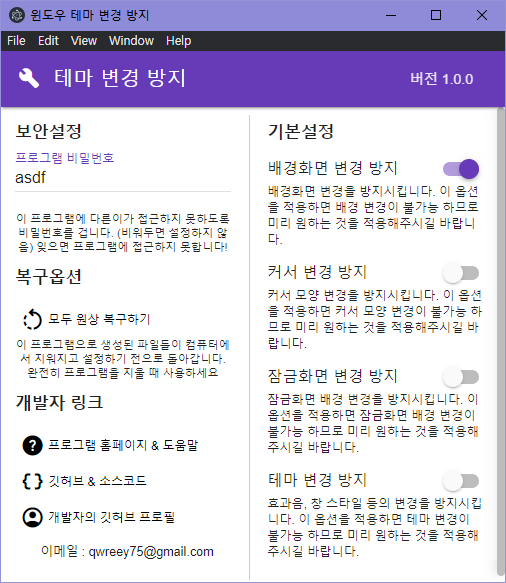 윈도우 테마 변경 방지
File Edit View Window Help
테마 변경 방지
버전 1.0.0
보안설정
프로그램 비밀번호
asdf
이 프로그램에 다른이가 접근하지 못하도록
비밀번호를 겁니다. (비워두면 설정하지 않
음) 잊으면 프로그램에 접근하지 못합니다!
복구옵션
모두 원상 복구하기
이 프로그램으로 생성된 파일들이 컴퓨터에
서 지워지고 설정하기 전으로 돌아갑니다.
완전히 프로그램을 지울 때 사용하세요
개발자 링크
프로그램 홈페이지 & 도움말
깃허브 & 소스코드
개발자의 깃허브 프로필
이메일 : qwreey75@gmail.com
기본설정
배경화면 변경 방지
배경화면 변경을 방지시킵니다. 이 옵션
을 적용하면 배경 변경이 불가능 하므로
미리 원하는 것을 적용해주시길 바랍니
다.
커서 변경 방지
커서 모양 변경을 방지시킵니다. 이 옵션
을 적용하면 커서 모양 변경이 불가능 하
므로 미리 원하는 것을 적용해주시길 바
랍니다.
잠금화면 변경 방지
잠금화면 배경 변경을 방지시킵니다. 이
옵션을 적용하면 잠금화면 배경 변경이
불가능 하므로 미리 원하는 것을 적용해
주시길 바랍니다.
테마 변경 방지
효과음, 창 스타일 등의 변경을 방지시킵
니다. 이 옵션을 적용하면 테마 변경이
불가능 하므로 미리 원하는 것을 적용해
주시길 바랍니다.